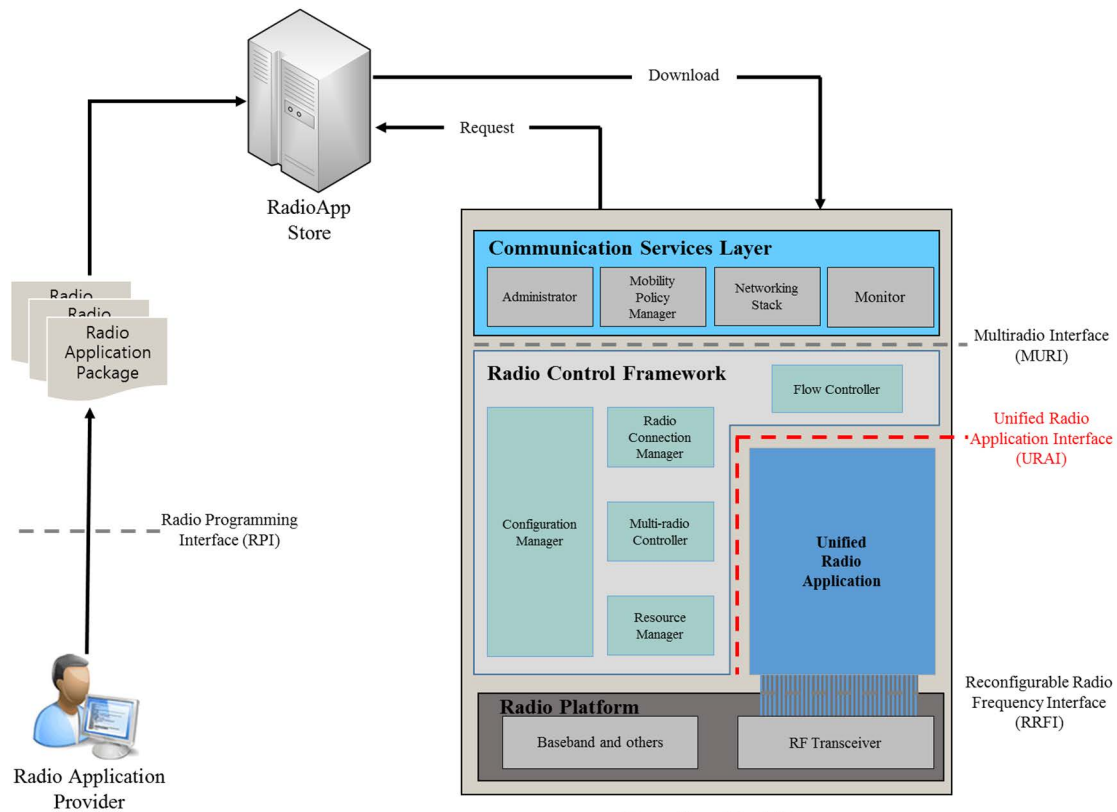 Download
Request
RadioApp
Store
Radio
Radio
Radio
Application
Package
Radio Programming
Interface (RPI)
Radio Application
Provider
Communication Services Layer
Administrator
Mobility
Policy
Manager
Networking
Stack
Monitor
Multiradio Interface
(MURI)
Radio Control Framework
Flow Controller
Radio
Connection
Manager
Configuration
Manager
Multi-radio
Controller
Resource
Manager
Unified Radio
Application Interface
(URAI)
Unified
Radio
Application
Reconfigurable Radio
Frequency Interface
(RRFI)
Radio Platform
Baseband and others
RF Transceiver